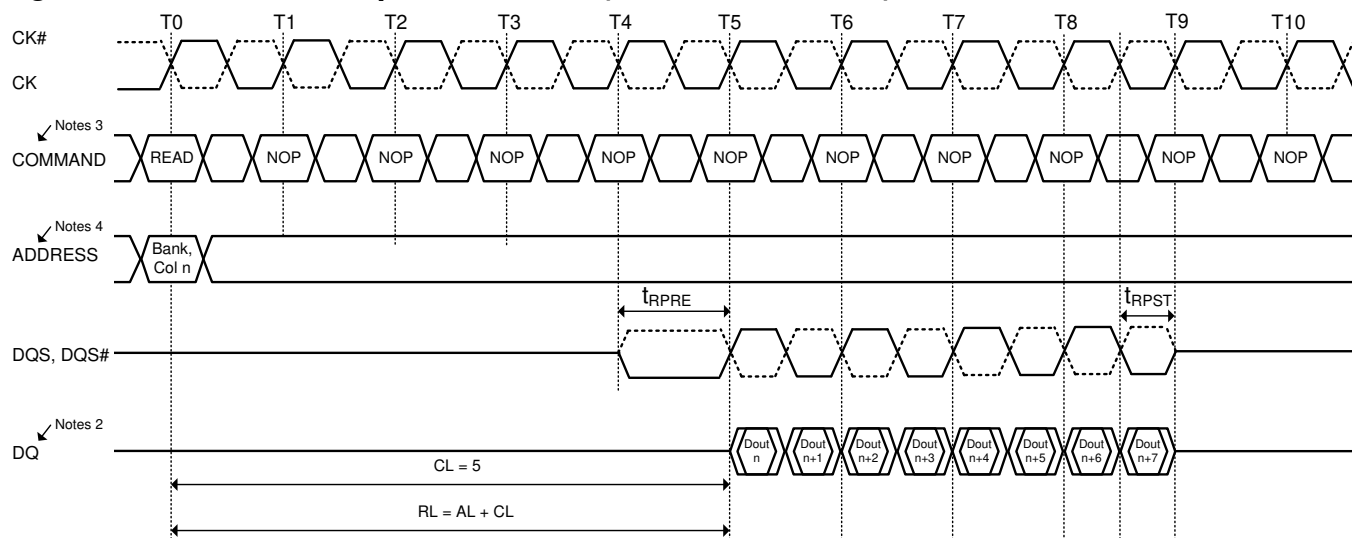 T0 T1 T2 T3 T4 T5 T6 T7 T8 T9 T10
CK#
CK
Notes 3
COMMAND READ NOP NOP NOP NOP NOP NOP NOP NOP NOP NOP
Notes 4
ADDRESS
Bank,
Col n
tRPRE tRPST
DQS, DQS#
Notes 2
DQ
Dout n
Dout n+1
Dout n+2
Dout n+3
Dout n+4
Dout n+5
Dout n+6
Dout n+7
CL = 5
RL = AL + CL